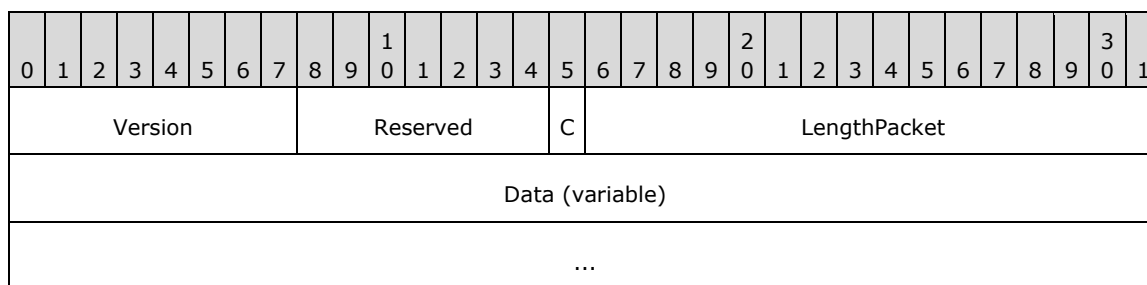 1 2 3
0 1 2 3 4 5 6 7 8 9 0 1 2 3 4 5 6 7 8 9 0 1 2 3 4 5 6 7 8 9 0 1
Version Reserved C LengthPacket
Data (variable)
...